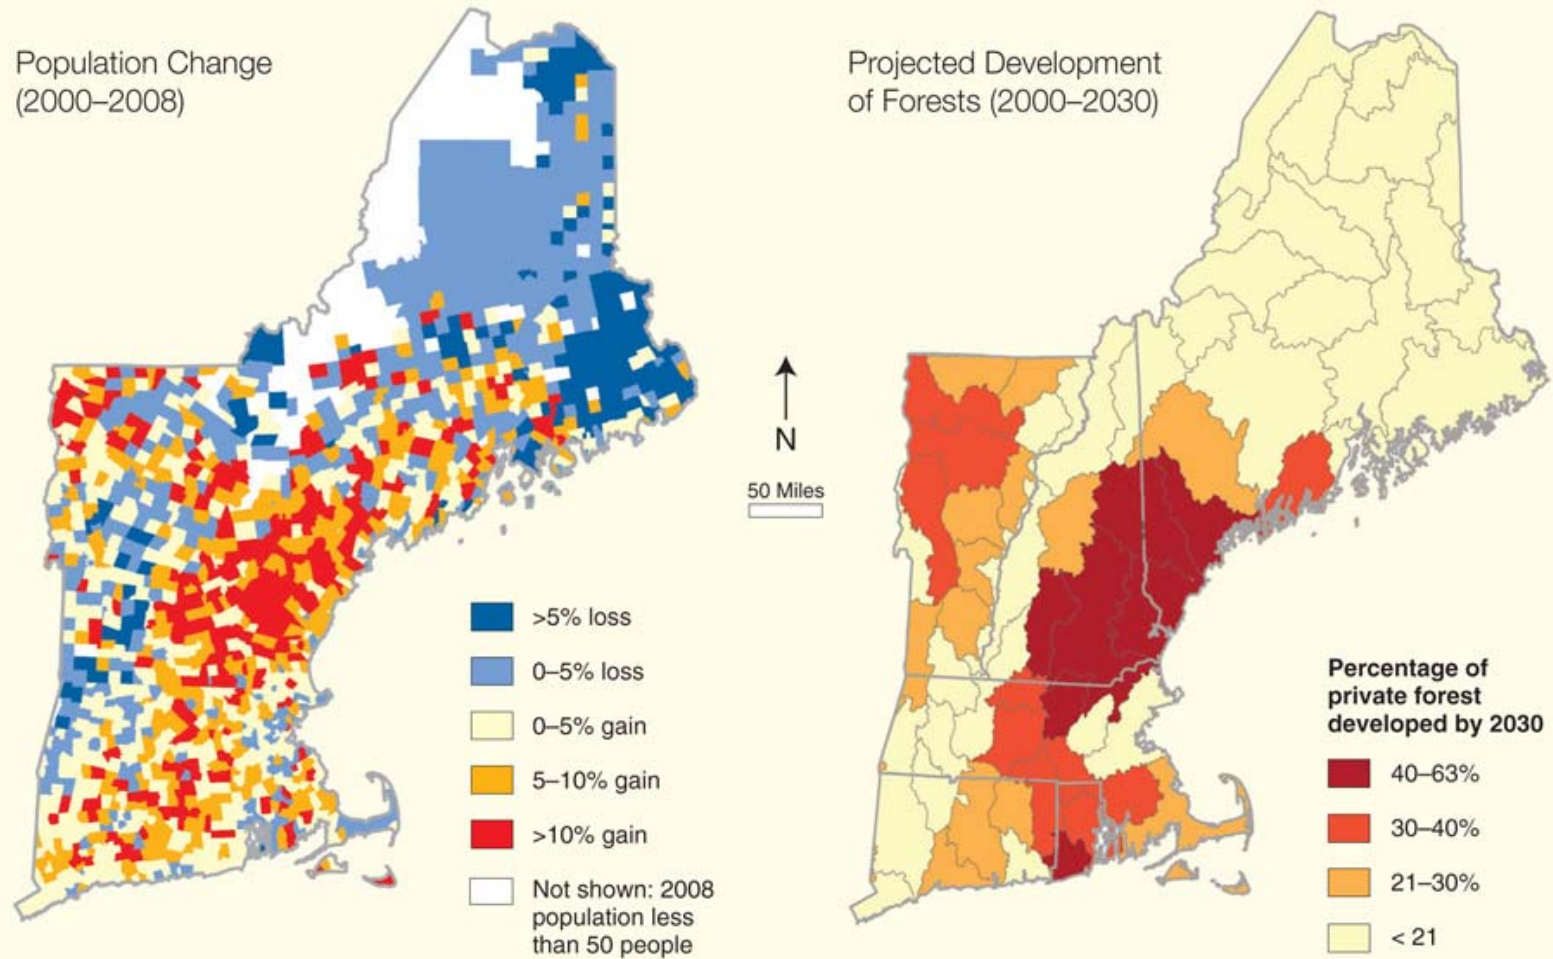 Population Change
(2000–2008)
Projected Development
of Forests (2000–2030)
N
50 Miles
>5% loss
0–5% loss
0–5% gain
5–10% gain
>10% gain
Not shown: 2008
population less
than 50 people
Percentage of
private forest
developed by 2030
40–63%
30–40%
21–30%
< 21